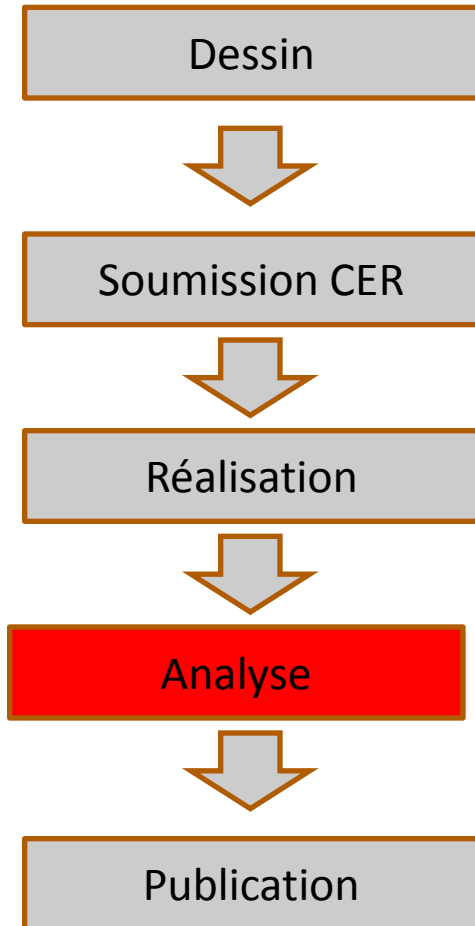 Dessin
Soumission CER
Réalisation
Analyse
Publication